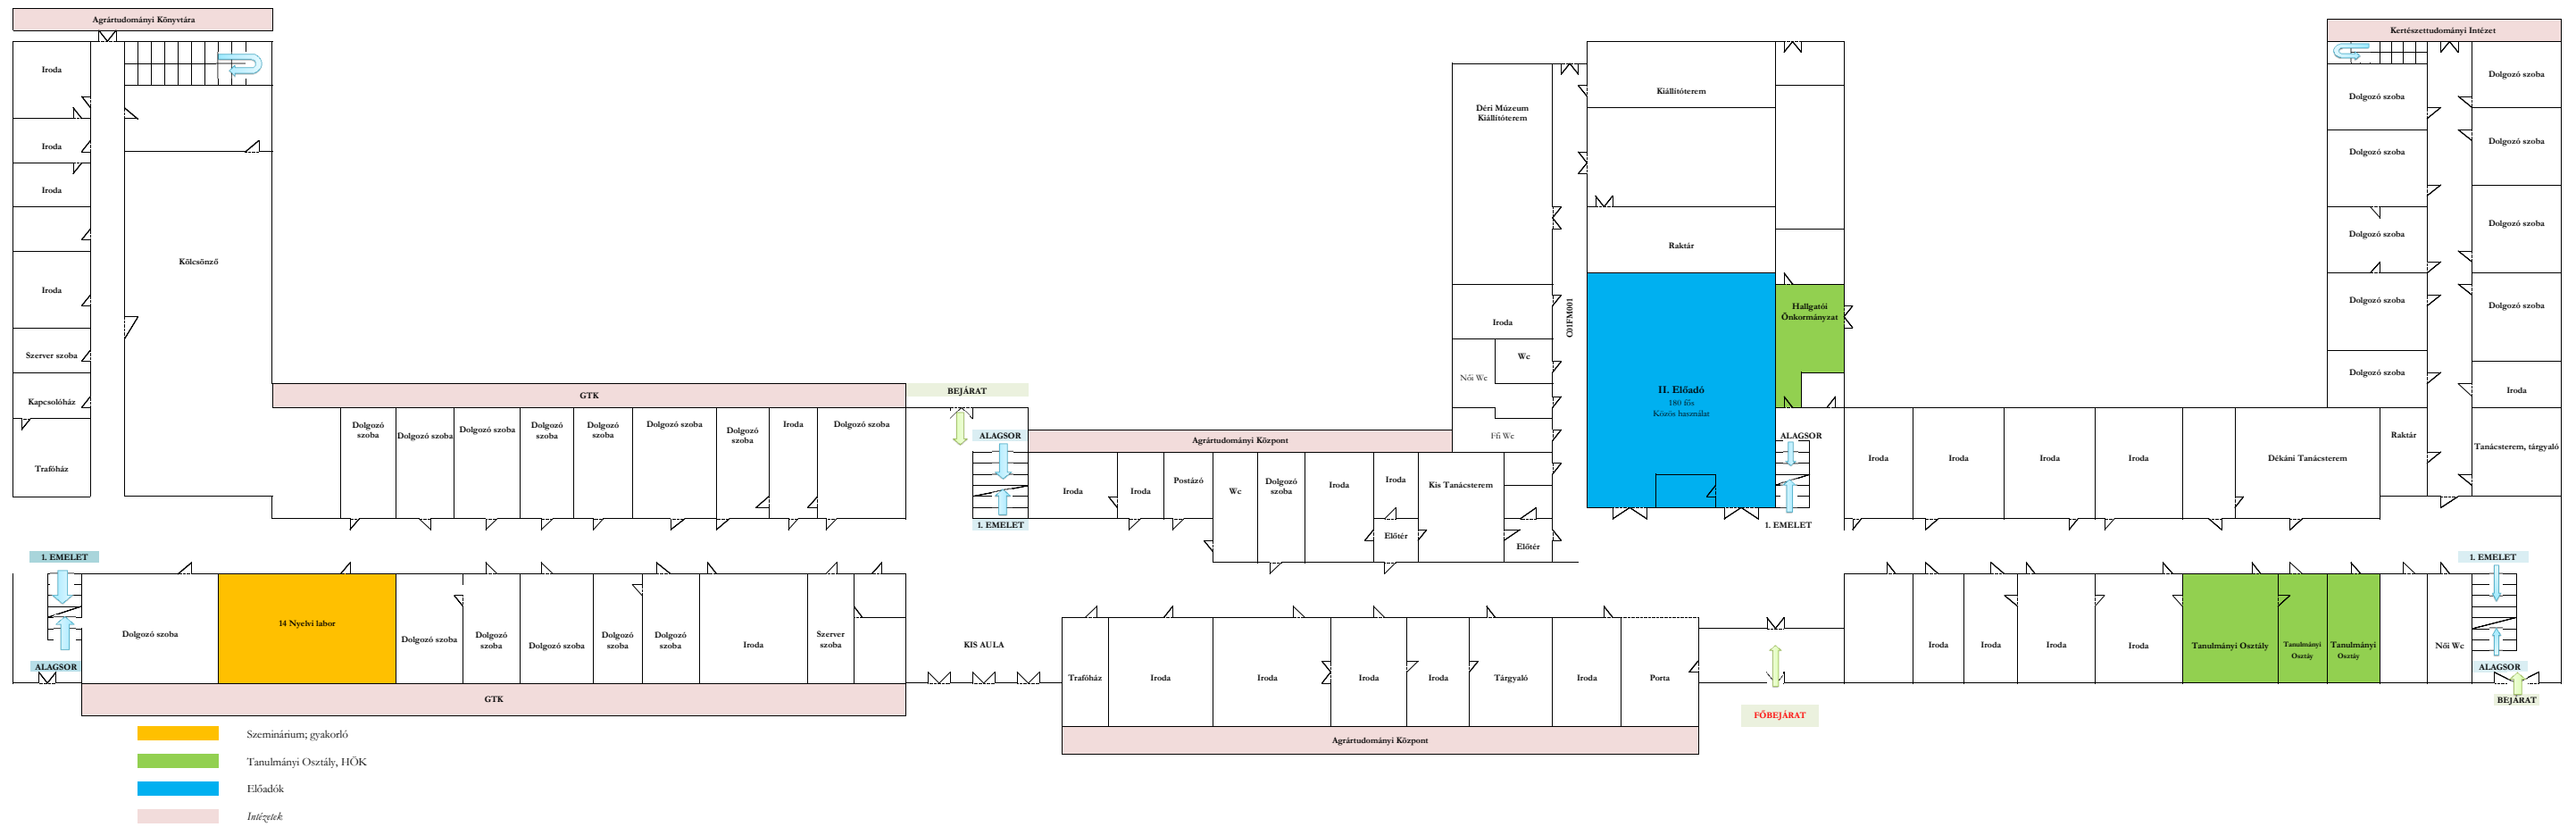 Agrártudományi Könyvtára
Kertészettudományi Intézet
Iroda
Iroda
Iroda
Iroda
Szerver szoba
Kapcsolóház
Trafóház
Kölcsönző
GTK
BEJÁRAT
Dolgozó
szoba
Dolgozó szoba
Dolgozó szoba
Dolgozó
szoba
Dolgozó
szoba
Dolgozó szoba
Dolgozó
szoba
Iroda
Dolgozó szoba
ALAGSOR
1. EMELET
Agrártudományi Központ
Iroda
Iroda
Postázó
Wc
Dolgozó
szoba
Iroda
Iroda
Előtér
Kis Tanácsterem
Előtér
Déri Múzeum
Kiállítóterem
Iroda
Wc
Női Wc
Ffi Wc
C01FM001
Kiállítóterem
Raktár
II. Előadó
180 fős
Közös használat
Hallgatói
Önkormányzat
ALAGSOR
1. EMELET
Iroda
Iroda
Iroda
Iroda
Dékáni Tanácsterem
Raktár
Dolgozó szoba
Dolgozó szoba
Dolgozó szoba
Dolgozó szoba
Dolgozó szoba
Dolgozó szoba
Dolgozó szoba
Dolgozó szoba
Dolgozó szoba
Iroda
Tanácsterem, tárgyaló
1. EMELET
ALAGSOR
Dolgozó szoba
14 Nyelvi labor
Dolgozó szoba
Dolgozó
szoba
Dolgozó szoba
Dolgozó
szoba
Dolgozó
szoba
Iroda
Szerver
szoba
GTK
KIS AULA
Trafóház
Iroda
Iroda
Iroda
Iroda
Tárgyaló
Iroda
Porta
Agrártudományi Központ
FŐBEJÁRAT
Iroda
Iroda
Iroda
Iroda
Tanulmányi Osztály
Tanulmányi
Osztály
Tanulmányi
Osztály
Női Wc
1. EMELET
ALAGSOR
BEJÁRAT
Szeminárium; gyakorló
Tanulmányi Osztály, HÖK
Előadók
Intézetek